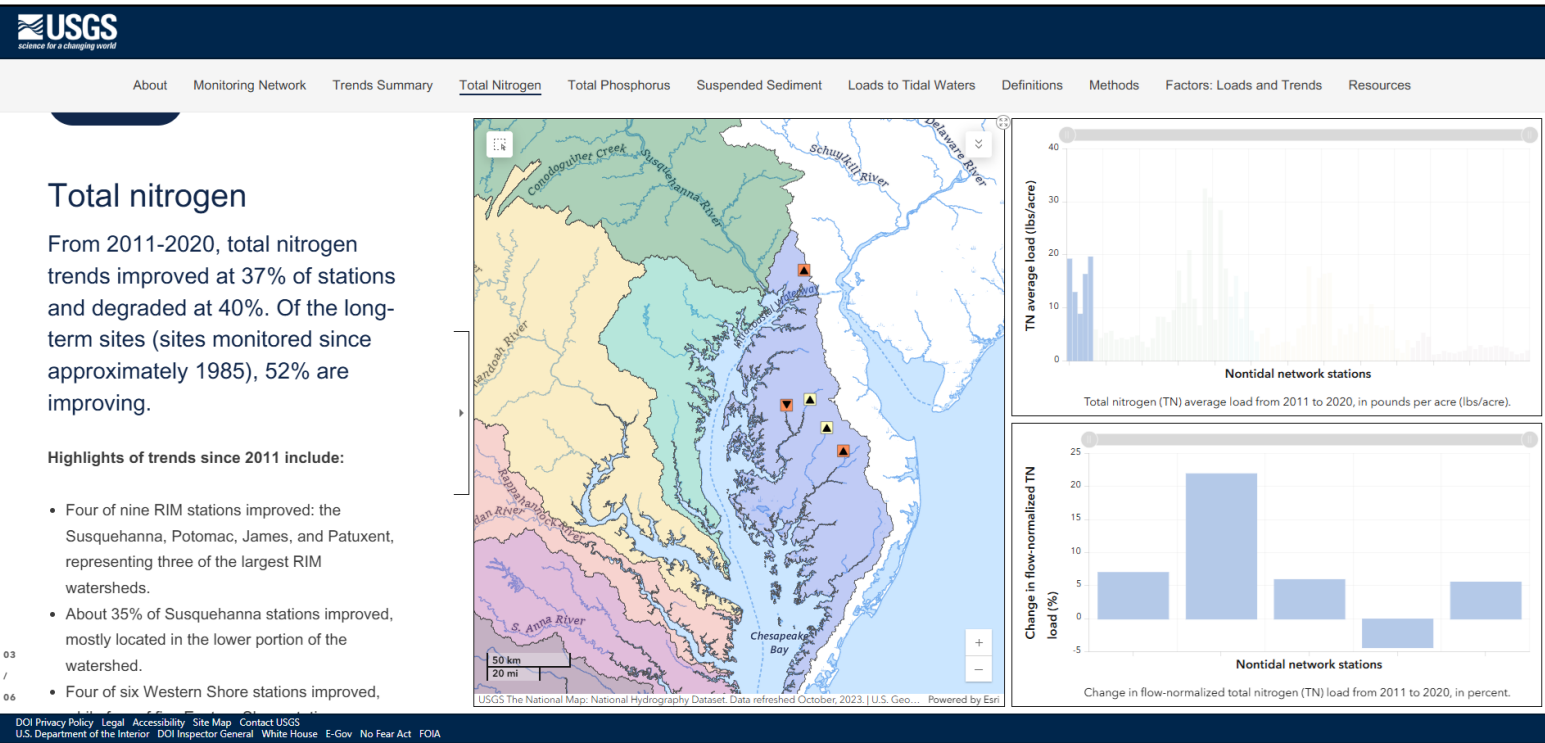 USGS
science for a changing world
About Monitoring Network Trends Summary Total Nitrogen Total Phosphorus Suspended Sediment Loads to Tidal Waters Definitions Methods Factors: Loads and Trends Resources
Total nitrogen
From 2011-2020, total nitrogen
trends improved at 37% of stations
and degraded at 40%. Of the long-
term sites (sites monitored since
approximately 1985), 52% are
improving.
Highlights of trends since 2011 include:
• Four of nine RIM stations improved: the
Susquehanna, Potomac, James, and Patuxent,
representing three of the largest RIM
watersheds.
• About 35% of Susquehanna stations improved,
mostly located in the lower portion of the
watershed.
• Four of six Western Shore stations improved,
03
/
06
Conodoguinet Creek
Susquehanna River
Schuylkill River
Delaware River
Waterway
andoah River
Rappahannock River
dan River
S. Anna River
Chesapeake
Bay
50 km
20 mi
+
−
USGS The National Map: National Hydrography Dataset. Data refreshed October, 2023. | U.S. Geo... Powered by Esri
TN average load (lbs/acre)
40
30
20
10
0
Nontidal network stations
Total nitrogen (TN) average load from 2011 to 2020, in pounds per acre (lbs/acre).
Change in flow-normalized TN
load (%)
25
20
15
10
5
0
-5
Nontidal network stations
Change in flow-normalized total nitrogen (TN) load from 2011 to 2020, in percent.
DOI Privacy Policy Legal Accessibility Site Map Contact USGS
U.S. Department of the Interior DOI Inspector General White House E-Gov No Fear Act FOIA